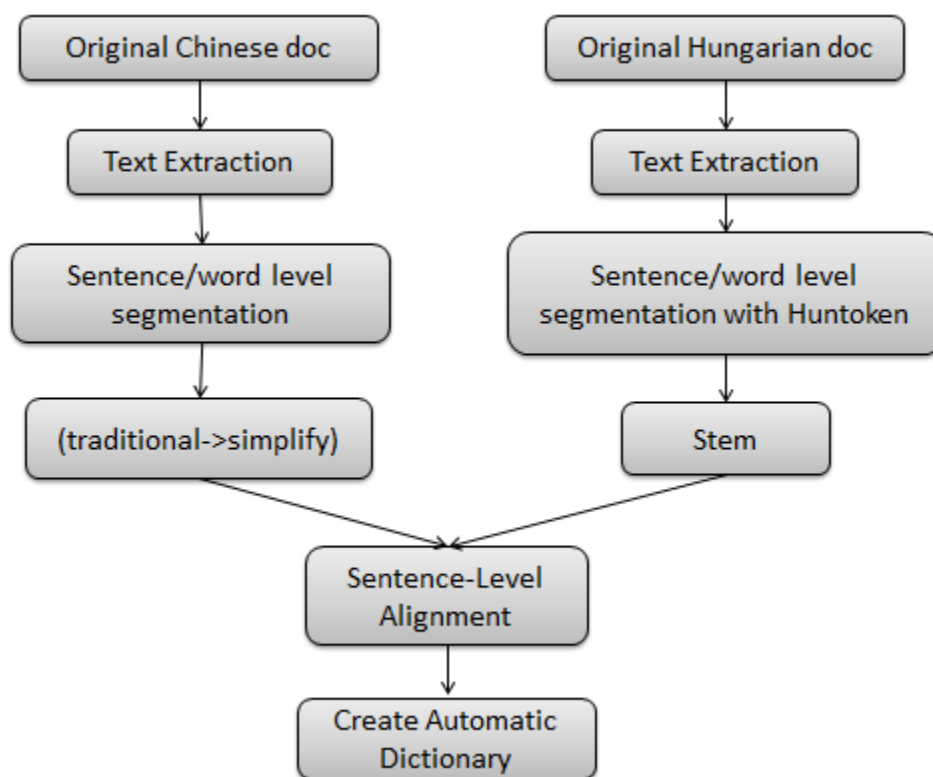 Original Chinese doc
Original Hungarian doc
Text Extraction
Text Extraction
Sentence/word level
segmentation
Sentence/word level
segmentation with Huntoken
(traditional->simplify)
Stem
Sentence-Level
Alignment
Create Automatic
Dictionary